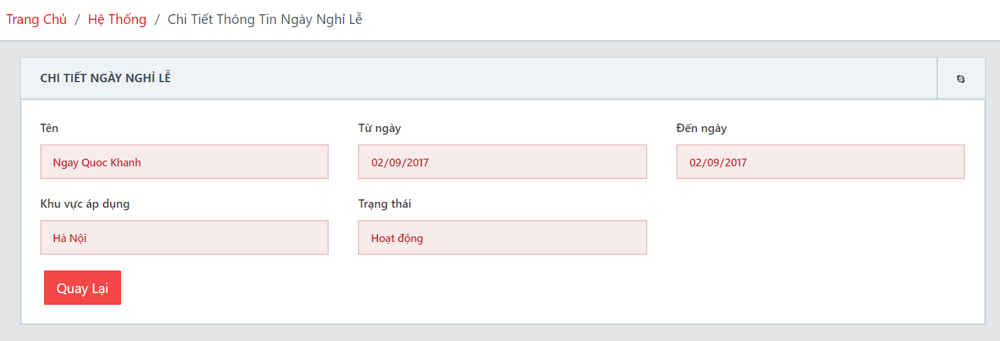 Trang Chủ / Hệ Thống / Chi Tiết Thông Tin Ngày Nghỉ Lễ
CHI TIẾT NGÀY NGHỈ LỄ
Tên
Từ ngày
Đến ngày
Ngay Quoc Khanh
02/09/2017
02/09/2017
Khu vực áp dụng
Trạng thái
Hà Nội
Hoạt động
Quay Lại